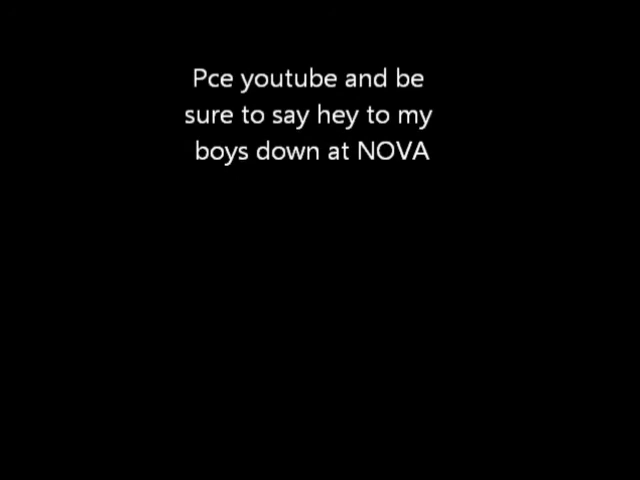 Pce youtube and be
sure to say hey to my
boys down at NOVA